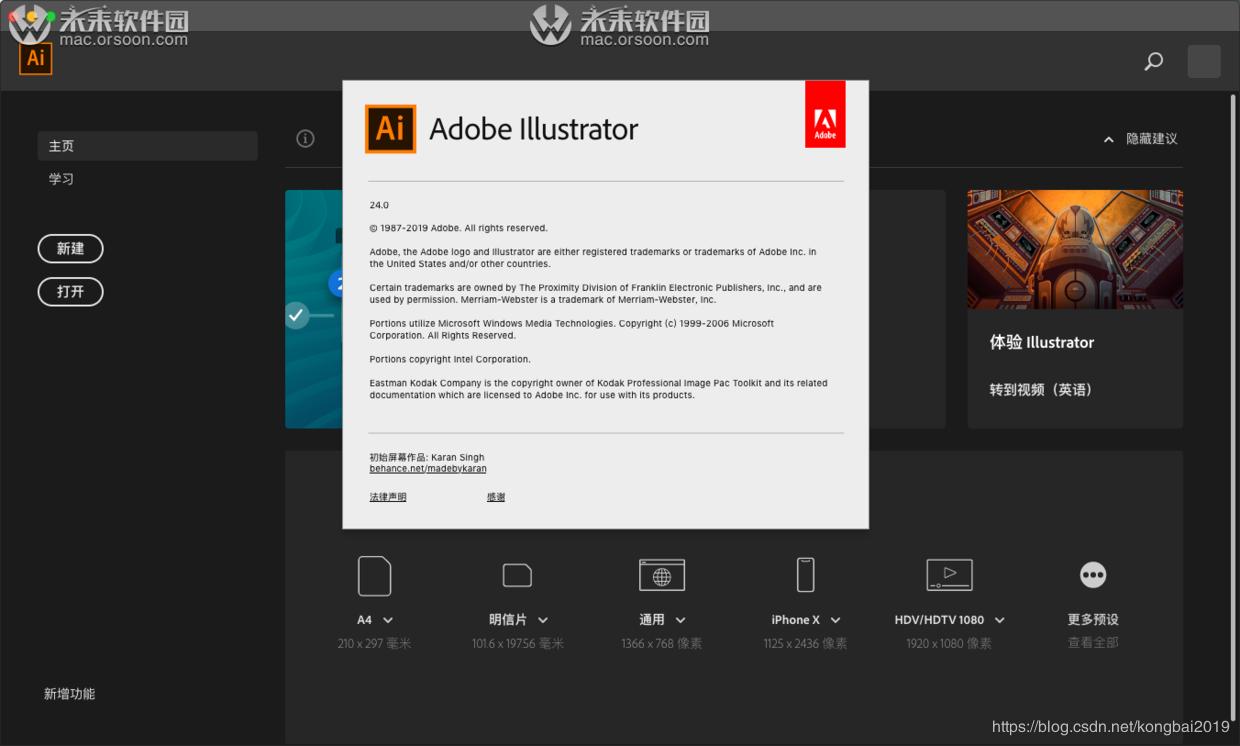 未来软件园
mac.orsoon.com
未来软件园
mac.orsoon.com
Ai
主页
学习
新建
打开
新增功能
隐藏建议
2
Ai Adobe Illustrator
Adobe
24.0
© 1987-2019 Adobe. All rights reserved.
Adobe, the Adobe logo and Illustrator are either registered trademarks or trademarks of Adobe Inc. in
the United States and/or other countries.
Certain trademarks are owned by The Proximity Division of Franklin Electronic Publishers, Inc., and are
used by permission. Merriam-Webster is a trademark of Merriam-Webster, Inc.
Portions utilize Microsoft Windows Media Technologies. Copyright (c) 1999-2006 Microsoft
Corporation. All Rights Reserved.
Portions copyright Intel Corporation.
Eastman Kodak Company is the copyright owner of Kodak Professional Image Pac Toolkit and its related
documentation which are licensed to Adobe Inc. for use with its products.
初始屏幕作品: Karan Singh
behance.net/madebykaran
法律声明 感谢
体验 Illustrator
转到视频（英语）
A4
210 x 297 毫米
明信片
101.6 x 197.56 毫米
通用
1366 x 768 像素
iPhone X
1125 x 2436 像素
HDV/HDTV 1080
1920 x 1080 像素
更多预设
查看全部
https://blog.csdn.net/kongbai2019